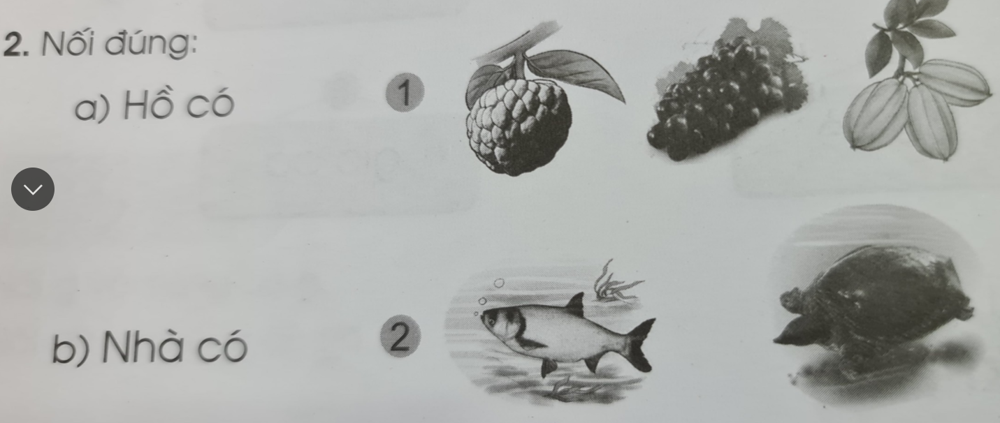 2. Nối đúng:
a) Hồ có
1
b) Nhà có
2